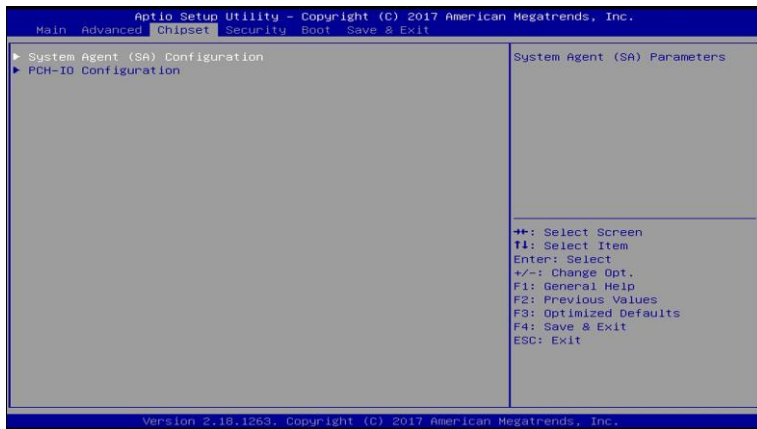 Aptio Setup Utility – Copyright (C) 2017 American Megatrends, Inc.
Main Advanced Chipset Security Boot Save & Exit
▶ System Agent (SA) Configuration
▶ PCH-IO Configuration
System Agent (SA) Parameters
→←: Select Screen
↑↓: Select Item
Enter: Select
+/-: Change Opt.
F1: General Help
F2: Previous Values
F3: Optimized Defaults
F4: Save & Exit
ESC: Exit
Version 2.18.1263. Copyright (C) 2017 American Megatrends, Inc.